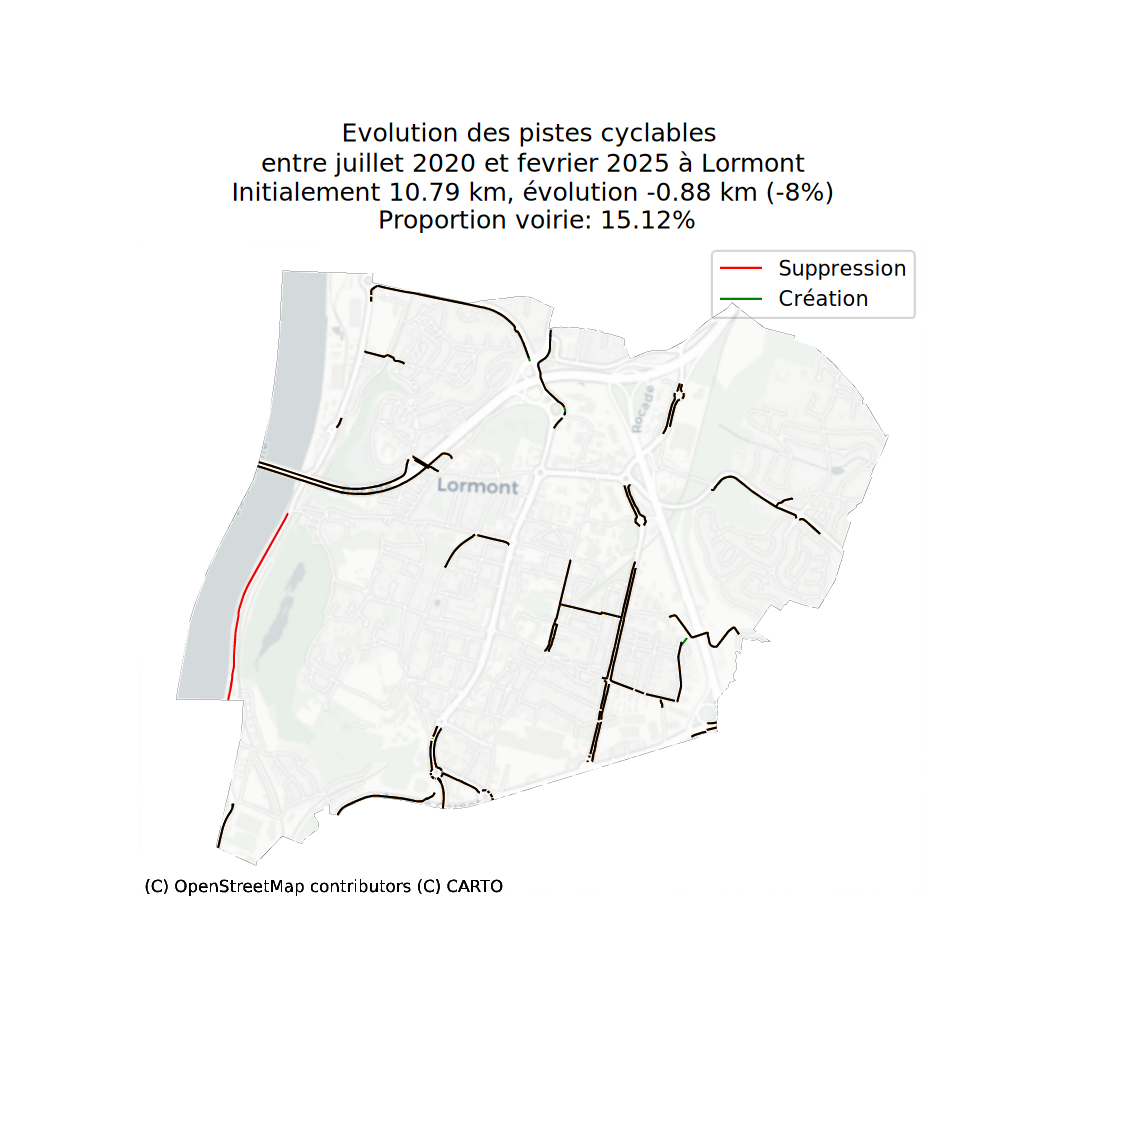 Evolution des pistes cyclables
entre juillet 2020 et fevrier 2025 à Lormont
Initialement 10.79 km, évolution -0.88 km (-8%)
Proportion voirie: 15.12%
Suppression
Création
Rocade
Lormont
(C) OpenStreetMap contributors (C) CARTO